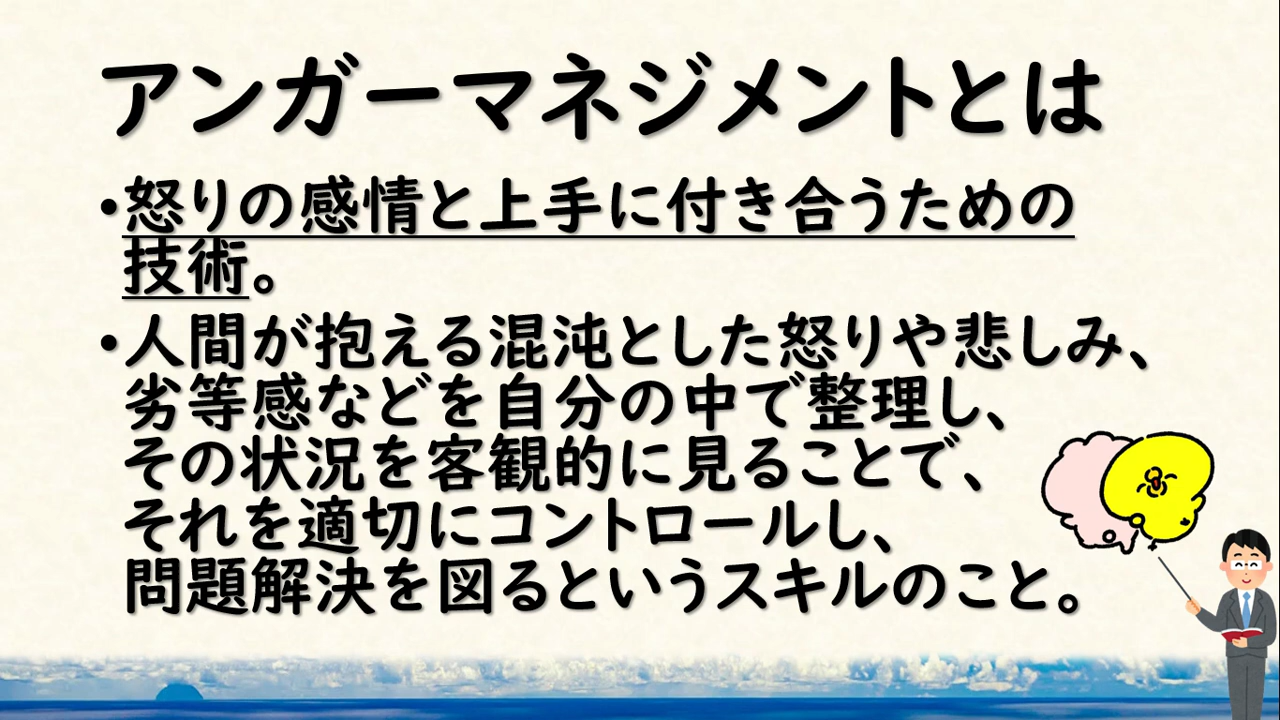 アンガーマネジメントとは
•怒りの感情と上手に付き合うための
技術。
•人間が抱える混沌とした怒りや悲しみ、
劣等感などを自分の中で整理し、
その状況を客観的に見ることで、
それを適切にコントロールし、
問題解決を図るというスキルのこと。